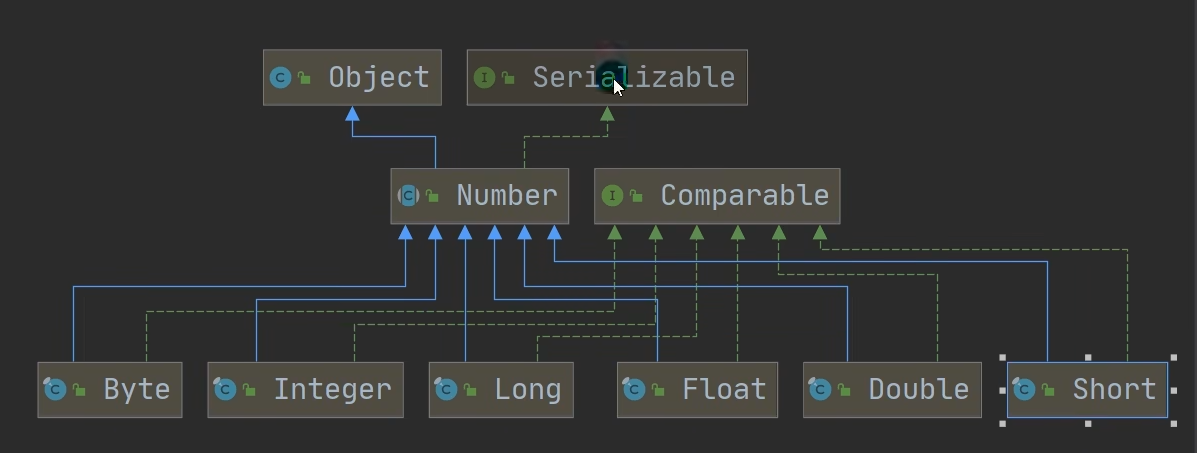 Object Serializable
Number Comparable
Byte Integer Long Float Double Short